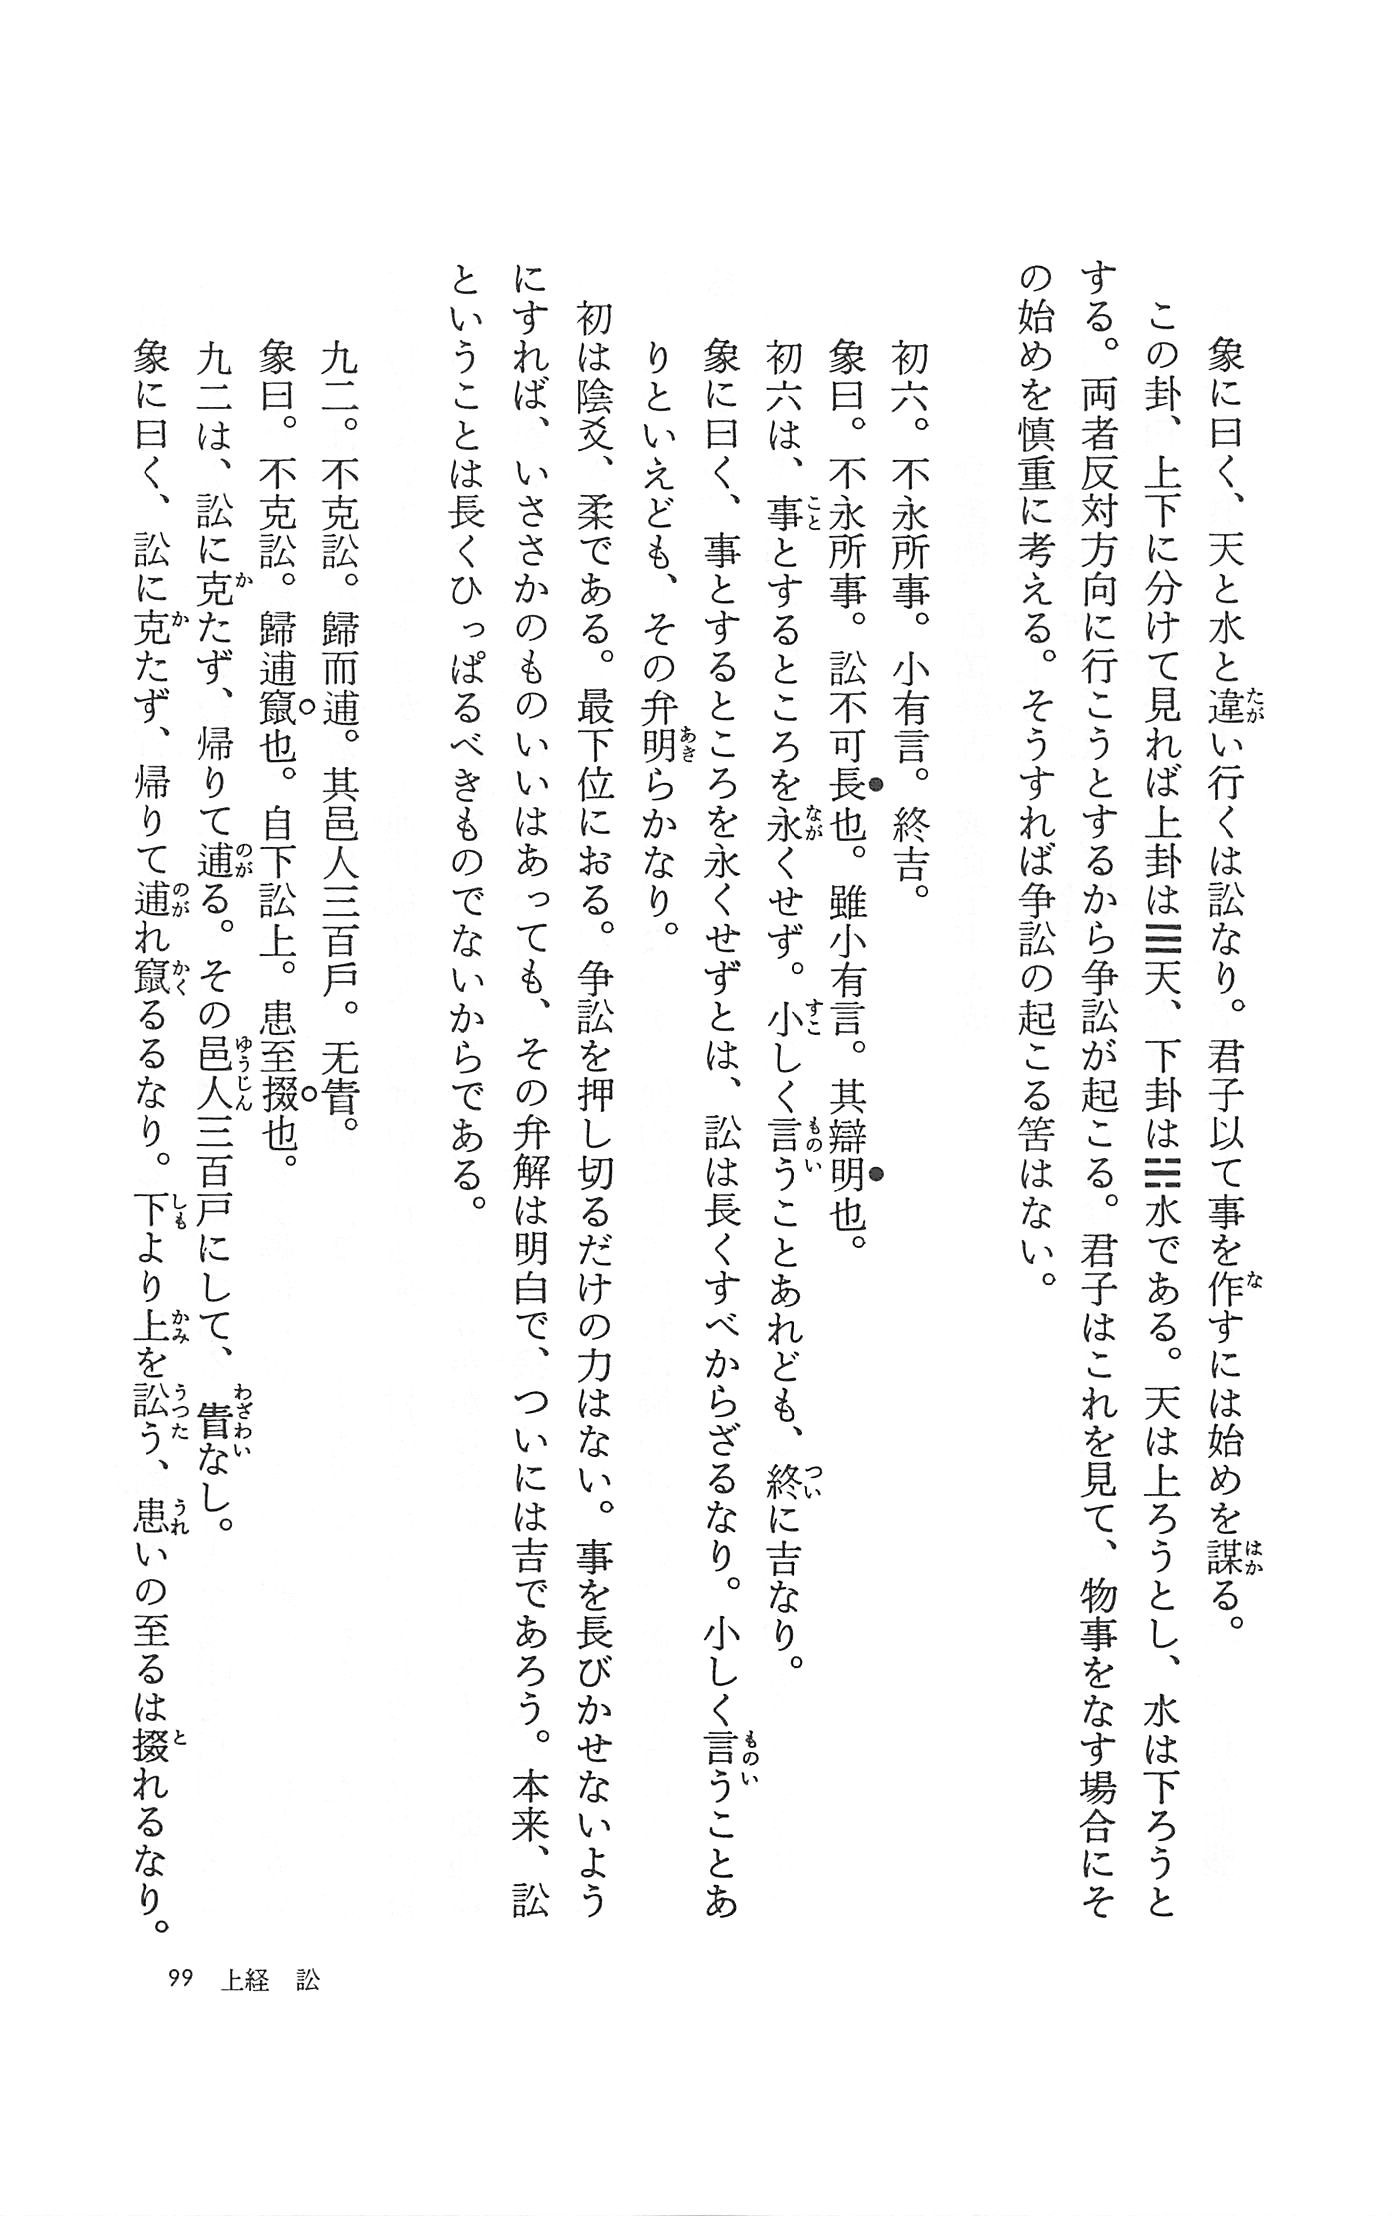 象に曰く、天と水と違い行くは訟なり。君子以て事を作すには始めを謀る。
この卦、上下に分けて見れば上卦は☰天、下卦は☵水である。天は上ろうとし、水は下ろうと
する。両者反対方向に行こうとするから争訟が起こる。君子はこれを見て、物事をなす場合にそ
の始めを慎重に考える。そうすれば争訟の起こる筈はない。
初六。不永所事。小有言。終吉。
象曰。不永所事。訟不可長也。雖小有言。其辯明也。
初六は、事とするところを永くせず。小しく言うことあれども、終に吉なり。
象に曰く、事とするところを永くせずとは、訟は長くすべからざるなり。小しく言うことあ
りといえども、その弁明らかなり。
初は陰爻、柔である。最下位におる。争訟を押し切るだけの力はない。事を長びかせないよう
にすれば、いささかのものいいはあっても、その弁解は明白で、ついには吉であろう。本来、訟
ということは長くひっぱるべきものでないからである。
九二。不克訟。歸而逋。其邑人三百戶。无眚。
象曰。不克訟。歸逋竄也。自下訟上。患至掇也。
九二は、訟に克たず、帰りて逋る。その邑人三百戸にして、眚なし。
象に曰く、訟に克たず、帰りて逋れ竄るるなり。下より上を訟う、患いの至るは掇れるなり。
99 上経 訟